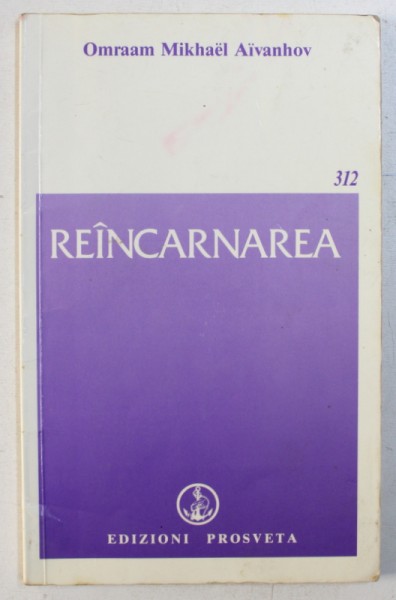 Omraam Mikhaël Aïvanhov
312
REÎNCARNAREA
EDIZIONI PROSVETA